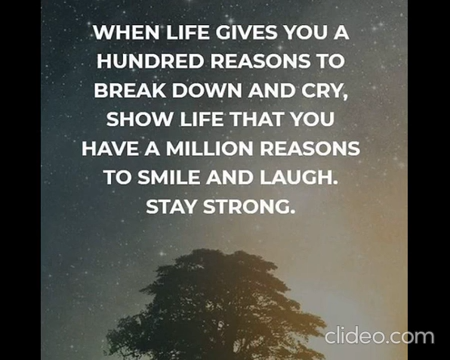 WHEN LIFE GIVES YOU A
HUNDRED REASONS TO
BREAK DOWN AND CRY,
SHOW LIFE THAT YOU
HAVE A MILLION REASONS
TO SMILE AND LAUGH.
STAY STRONG.
clideo.com